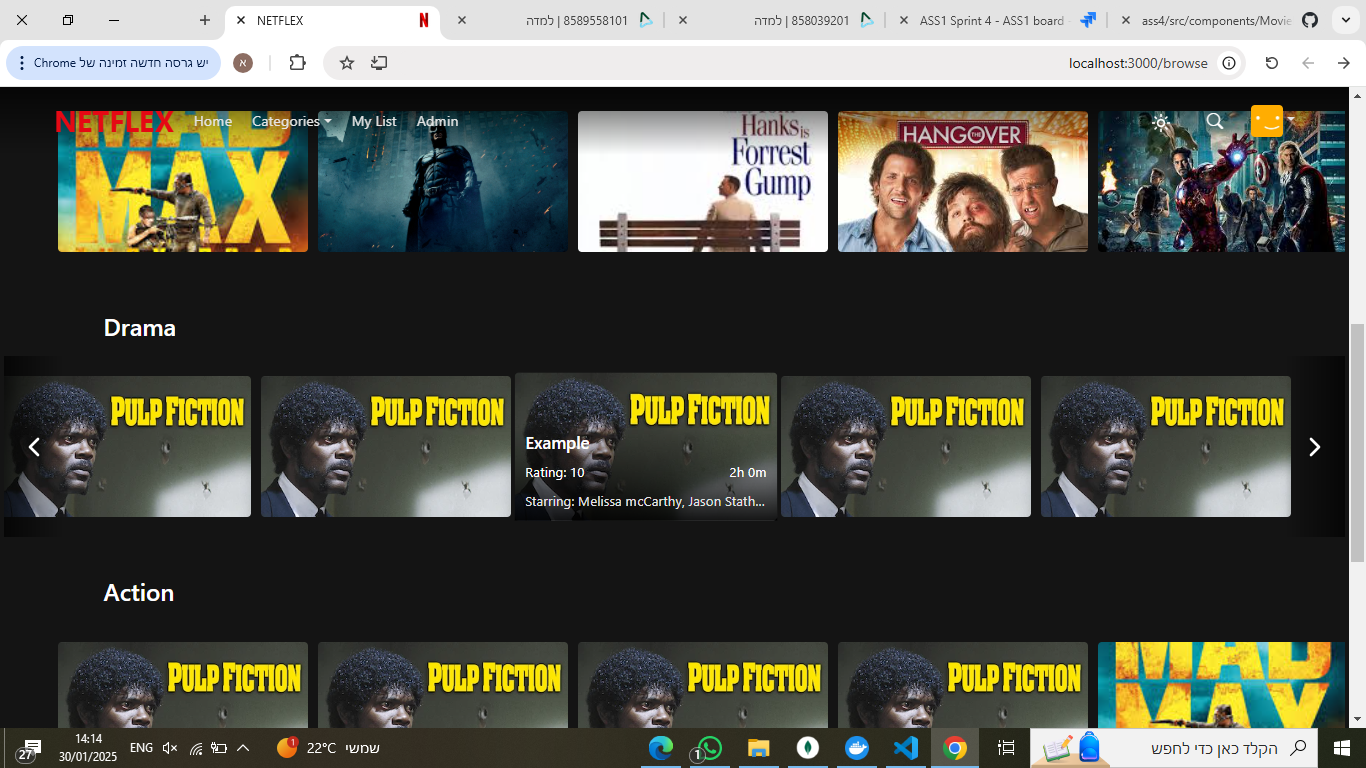 NETFLEX
8589558101 | למדה
858039201 | למדה
ASS1 Sprint 4 - ASS1 board -
ass4/src/components/Movie
יש גרסה חדשה זמינה של Chrome
א
localhost:3000/browse
NETFLEX
Home
Categories
My List
Admin
MAD
MAX
Hanks is
Forrest
Gump
THE HANGOVER
Drama
PULP FICTION
PULP FICTION
PULP FICTION
PULP FICTION
PULP FICTION
Example
Rating: 10
2h 0m
Starring: Melissa mcCarthy, Jason Stath...
Action
PULP FICTION
PULP FICTION
PULP FICTION
PULP FICTION
MAD
27
14:14
30/01/2025
ENG
1
22°C שמשי
1
הקלד כאן כדי לחפש